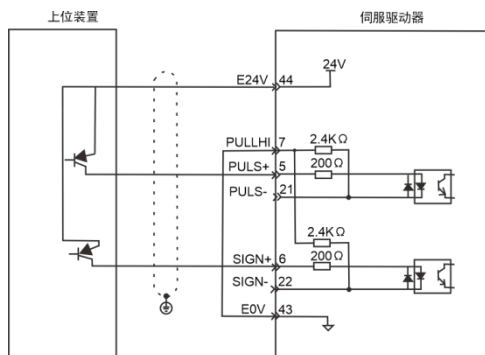 上位装置
伺服驱动器
24V
E24V 44
PULLHI 7 2.4KΩ
PULS+ 5 200Ω
PULS- 21
2.4KΩ
SIGN+ 6 200Ω
SIGN- 22
E0V 43